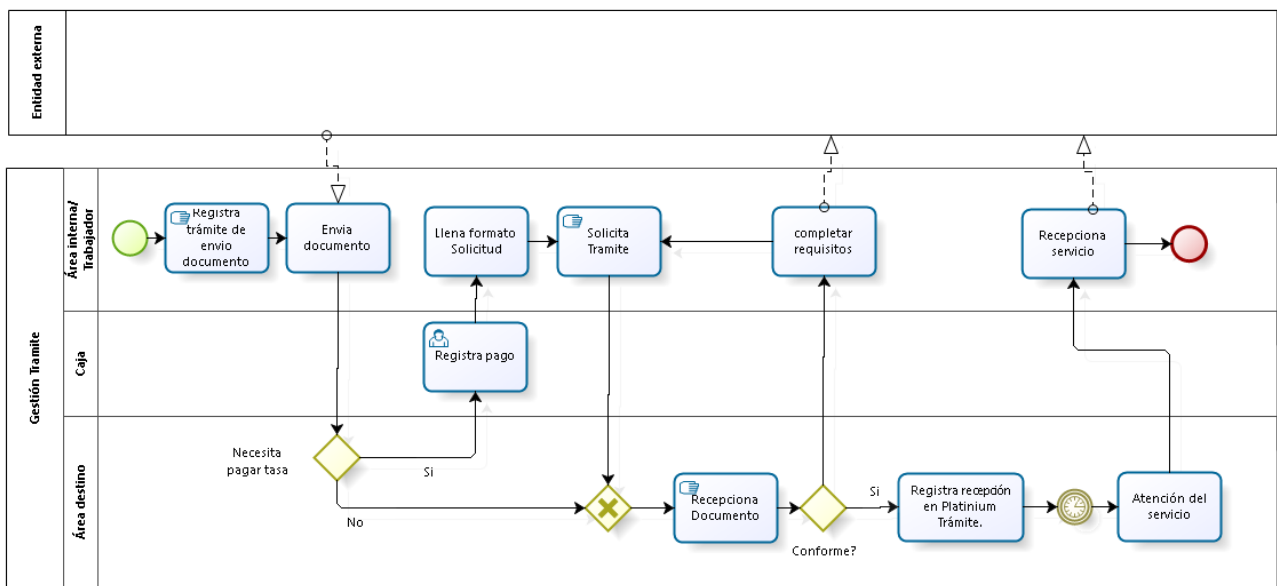 Entidad externa
Gestión Tramite
Área interna/
Trabajador
Registra
trámite de
envio
documento
Envia
documento
Llena formato
Solicitud
Solicita
Tramite
completar
requisitos
Recepciona
servicio
Caja
Registra pago
Área destino
Necesita
pagar tasa
Si
No
Recepciona
Documento
Conforme?
Si
Registra recepción
en Platinium
Trámite.
Atención del
servicio